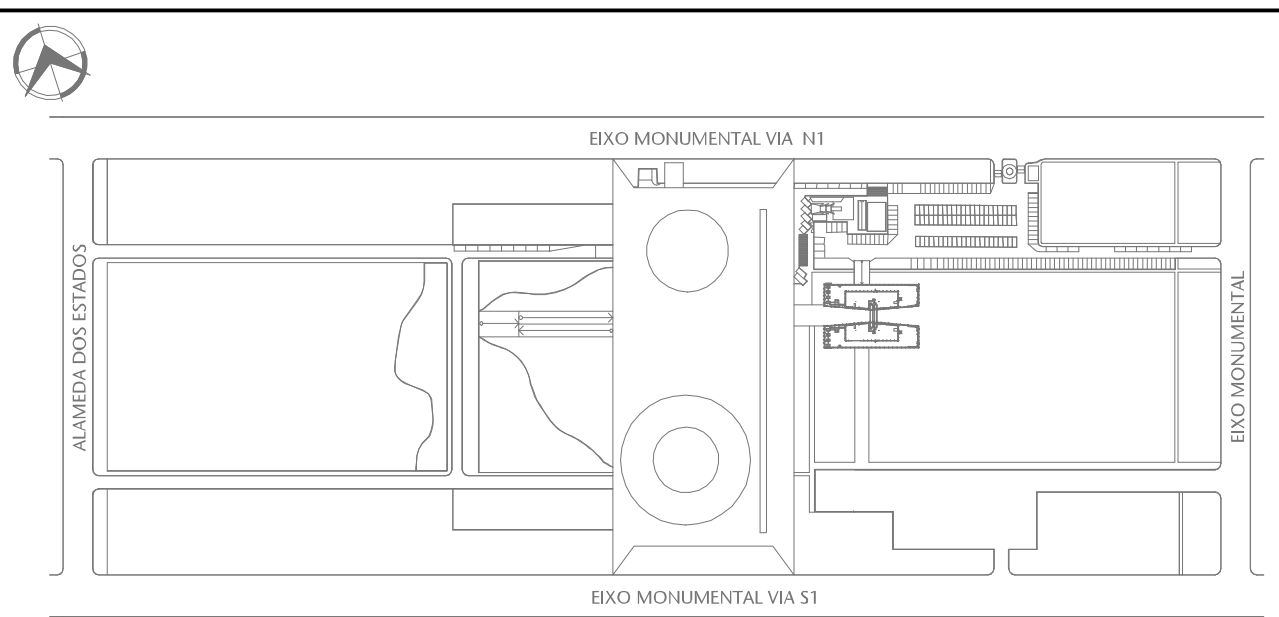 EIXO MONUMENTAL VIA N1
ALAMEDA DOS ESTADOS
EIXO MONUMENTAL
EIXO MONUMENTAL VIA S1